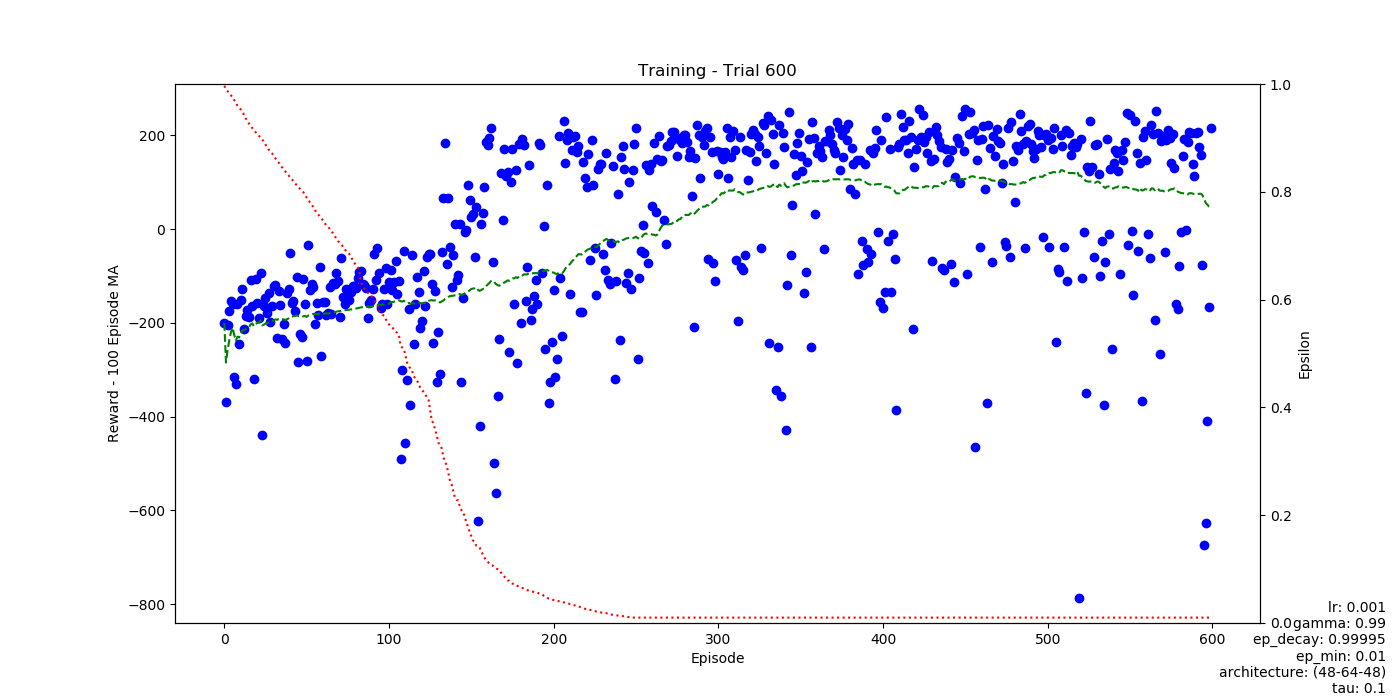 Training - Trial 600
Reward - 100 Episode MA
200
0
−200
−400
−600
−800
0
100
200
300
400
500
600
Episode
1.0
0.8
0.6
0.4
0.2
0.0
Epsilon
lr: 0.001
gamma: 0.99
ep_decay: 0.99995
ep_min: 0.01
architecture: (48-64-48)
tau: 0.1